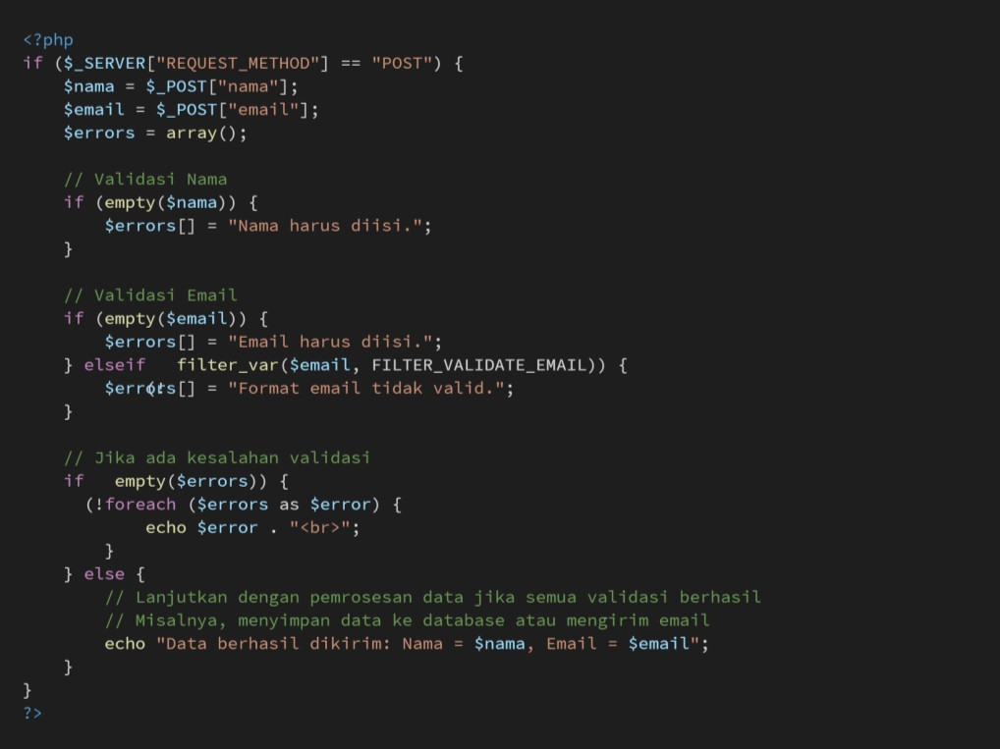 <?php
if ($_SERVER["REQUEST_METHOD"] == "POST") {
    $nama = $_POST["nama"];
    $email = $_POST["email"];
    $errors = array();

    // Validasi Nama
    if (empty($nama)) {
        $errors[] = "Nama harus diisi.";
    }

    // Validasi Email
    if (empty($email)) {
        $errors[] = "Email harus diisi.";
    } elseif (!filter_var($email, FILTER_VALIDATE_EMAIL)) {
        $errors[] = "Format email tidak valid.";
    }

    // Jika ada kesalahan validasi
    if (!empty($errors)) {
        foreach ($errors as $error) {
            echo $error . "<br>";
        }
    } else {
        // Lanjutkan dengan pemrosesan data jika semua validasi berhasil
        // Misalnya, menyimpan data ke database atau mengirim email
        echo "Data berhasil dikirim: Nama = $nama, Email = $email";
    }
}
?>